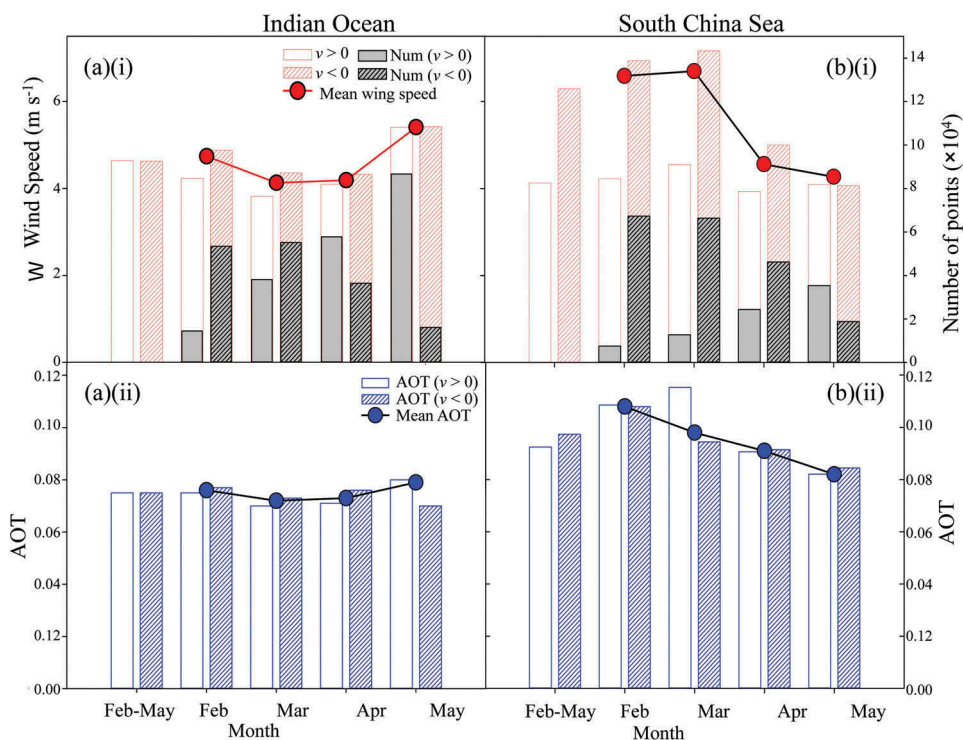 Indian Ocean
South China Sea
(a)(i)
v > 0
v < 0
Num (v > 0)
Num (v < 0)
Mean wing speed
(b)(i)
W Wind Speed (m s⁻¹)
6
4
2
0
14
12
10
8
6
4
2
0
Number of points (×10⁴)
(a)(ii)
AOT (v > 0)
AOT (v < 0)
Mean AOT
(b)(ii)
AOT
0.12
0.10
0.08
0.06
0.04
0.12
0.00
0.12
0.10
0.08
0.06
0.04
0.12
0.00
AOT
Feb-May Feb Mar Apr May
Month
Feb-May Feb Mar Apr May
Month